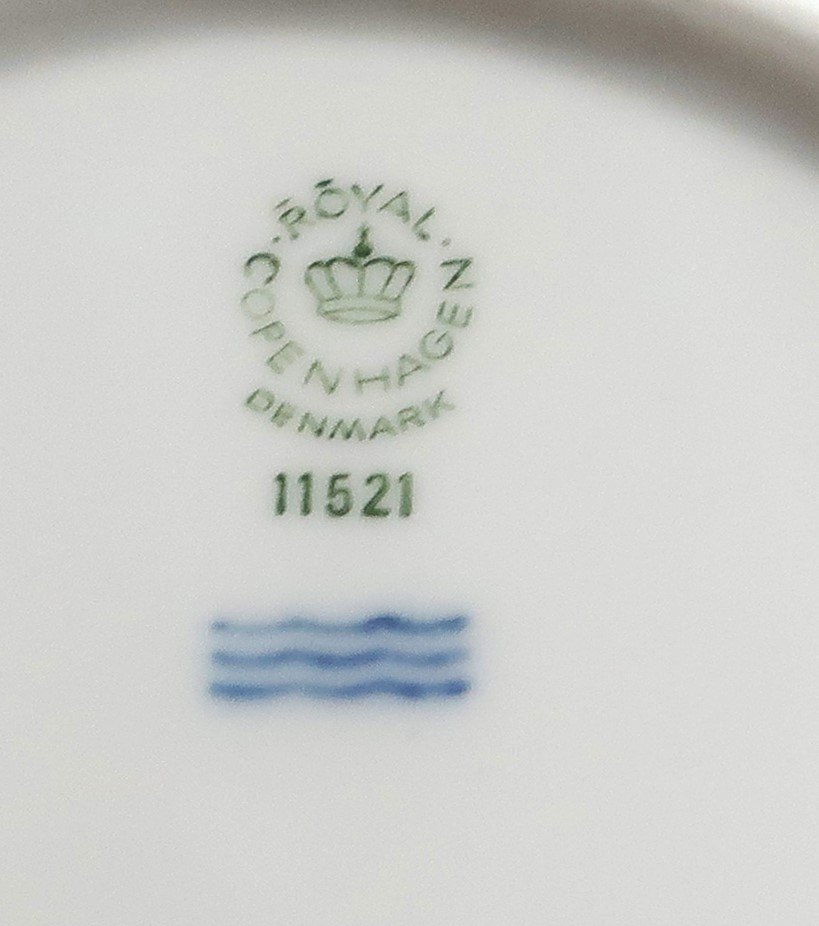 ROYAL
COPENHAGEN
DENMARK
11521